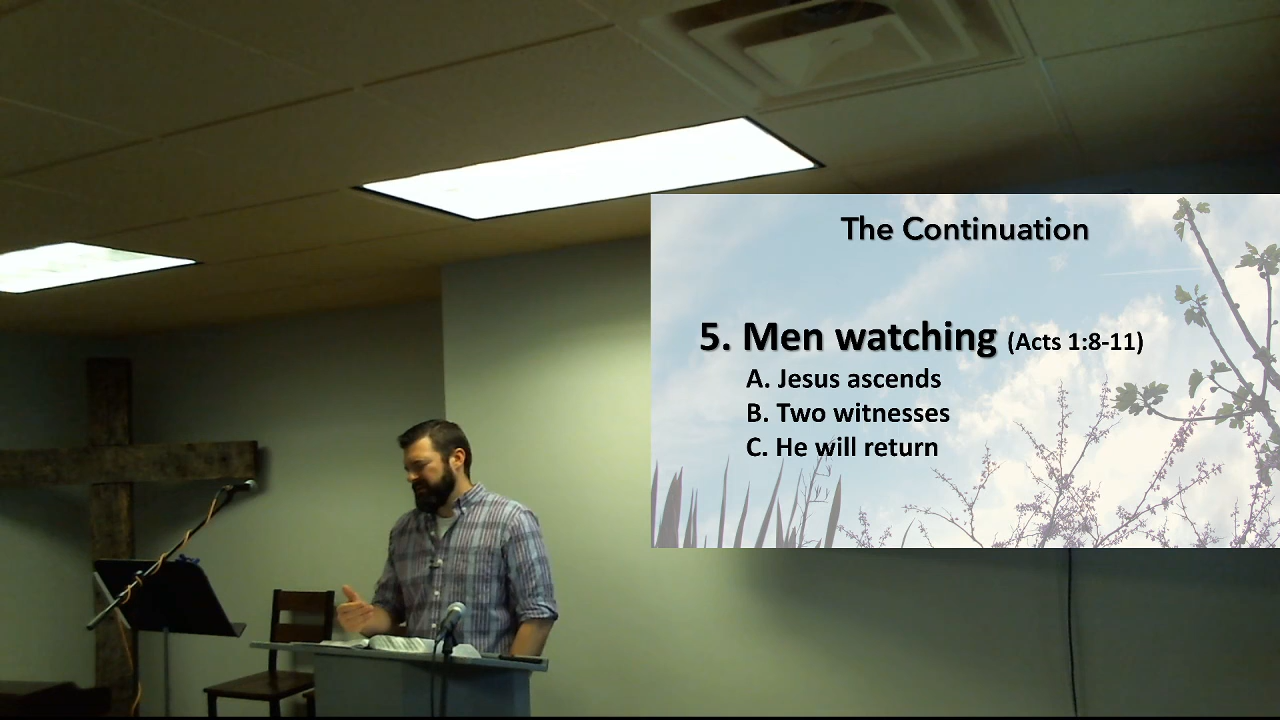 The Continuation
5. Men watching (Acts 1:8-11)
A. Jesus ascends
B. Two witnesses
C. He will return